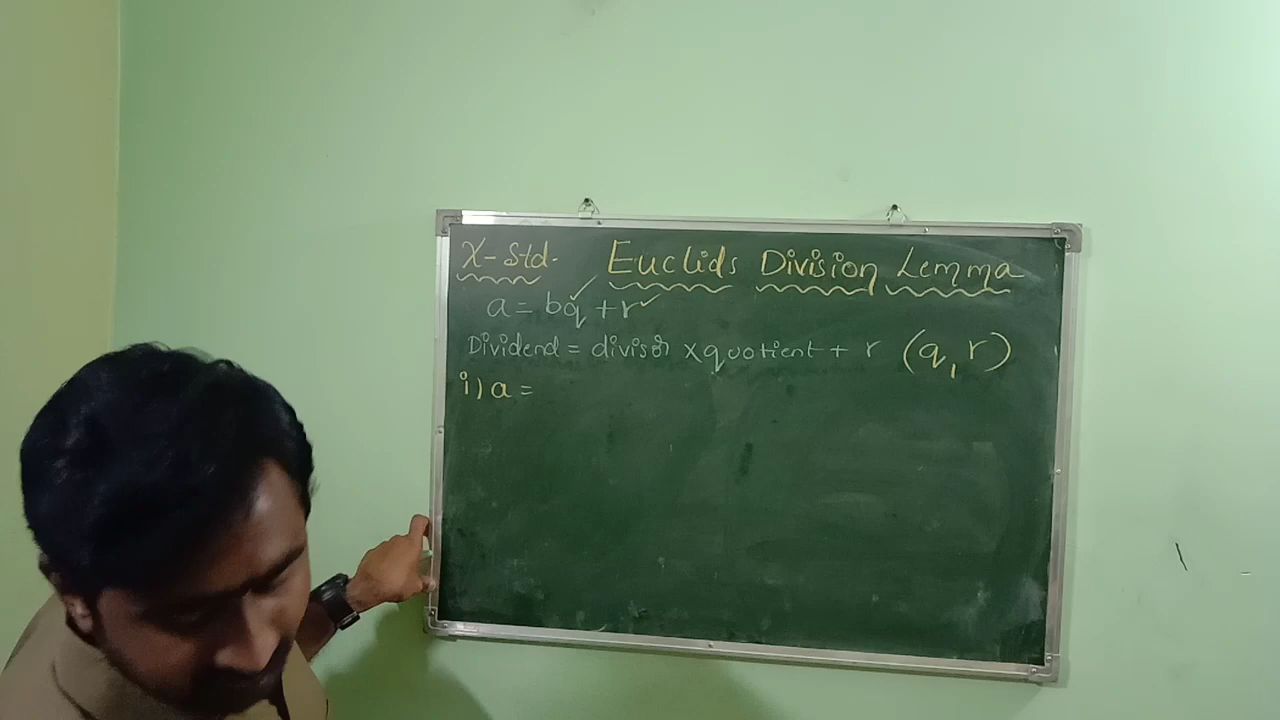 X-Std. Euclids Division Lemma
a = bq + r
Dividend = divisor x quotient + r (q, r)
i) a =